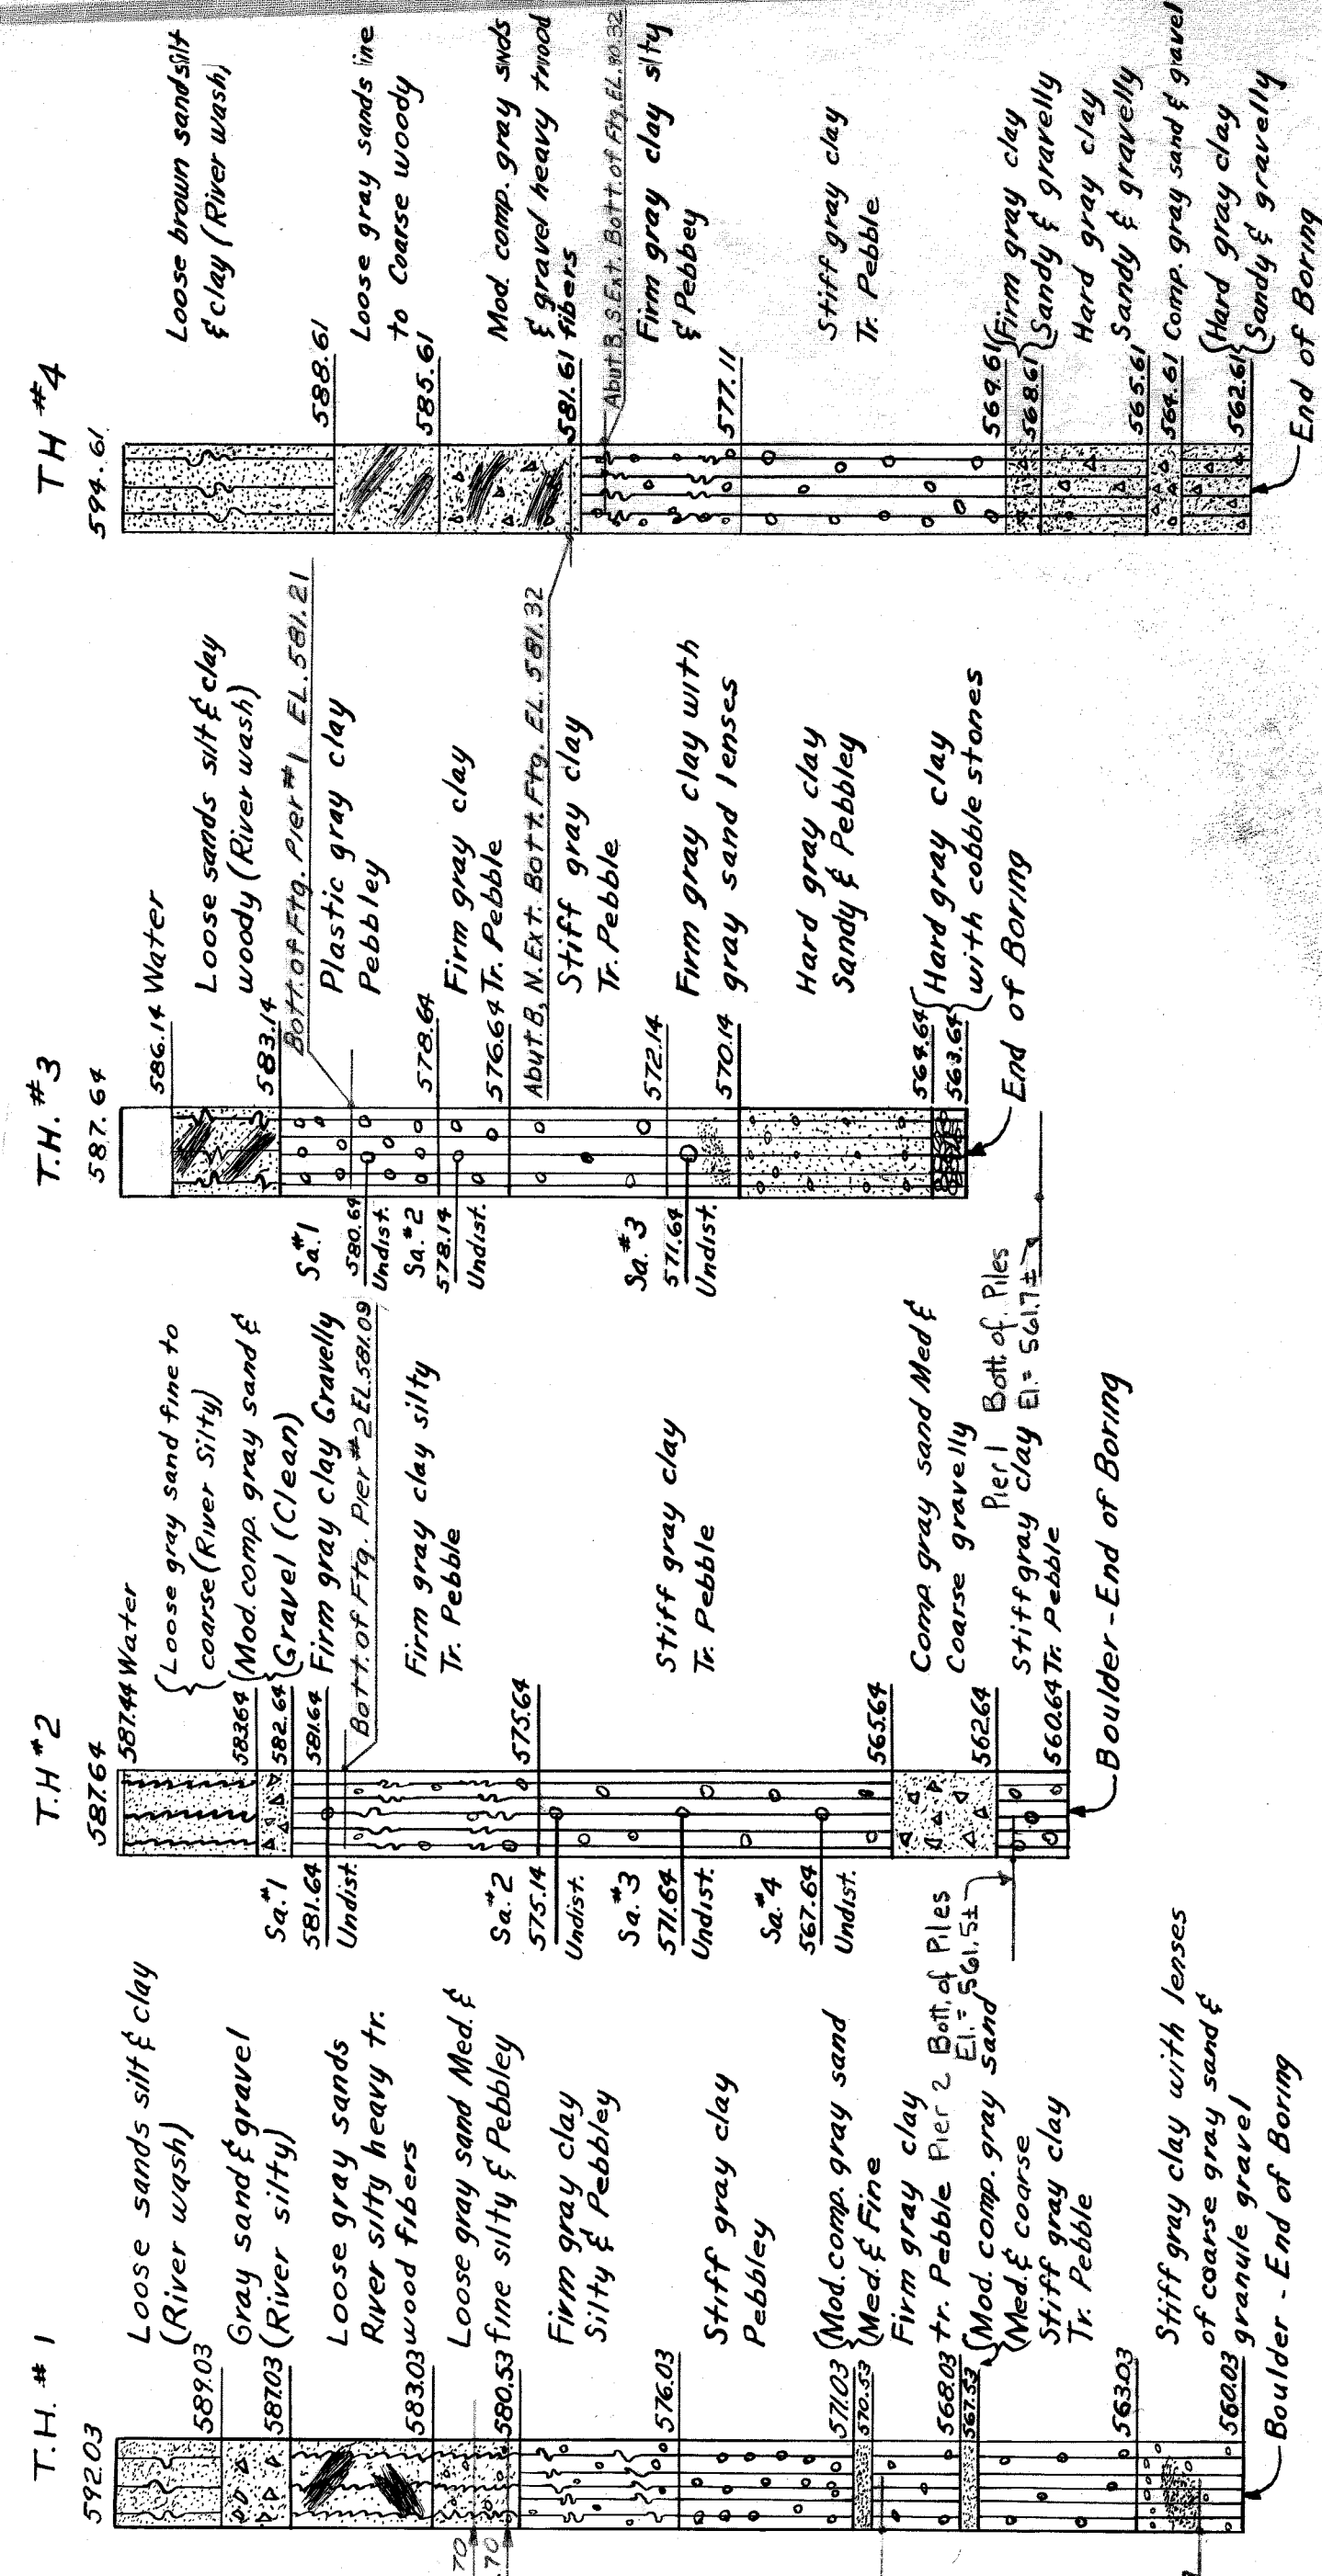 T.H. # 1
592.03
Loose sands silt & clay
(River wash)
589.03
Gray sand & gravel
587.03 (River silty)
Loose gray sands
River silty heavy tr.
583.03 wood fibers
Loose gray sand Med. &
580.53 fine silty & Pebbley
70
.70
Firm gray clay
Silty & Pebbley
576.03
Stiff gray clay
Pebbley
571.03 Mod. comp. gray sand
570.53 Med. & Fine
Firm gray clay
568.03 tr. Pebble
Pier 2 Bott. of Piles
El. = 561.5±
567.53 Mod. comp. gray sand
Med. & coarse
Stiff gray clay
Tr. Pebble
563.03
Stiff gray clay with lenses
of coarse gray sand &
560.03 granule gravel
Boulder - End of Boring
T.H #2
587.64
587.44 Water
Loose gray sand fine to
coarse (River Silty)
583.64 Mod. comp. gray sand &
582.64 Gravel (Clean)
581.64 Firm gray clay Gravelly
Bott. of Ftg. Pier #2 EL. 581.09
Sa. #1
581.64
Undist.
Firm gray clay silty
Tr. Pebble
575.64
Sa. #2
575.14
Undist.
Sa. #3
571.64
Undist.
Stiff gray clay
Tr. Pebble
Sa. #4
567.64
Undist.
565.64
Comp. gray sand Med &
Coarse gravelly
562.64
Pier 1 Bott. of Piles
El. = 561.7±
Stiff gray clay
560.64 Tr. Pebble
Boulder - End of Boring
T.H. #3
587.64
586.14 Water
Loose sands silt & clay
woody (River wash)
583.14
Bott. of Ftg. Pier #1 EL. 581.21
Plastic gray clay
Pebbley
Sa. #1
580.64
Undist.
578.64
Sa. #2
578.14
Undist.
Firm gray clay
576.64 Tr. Pebble
Abut B, N. Ext. Bott. Ftg. EL. 581.32
Stiff gray clay
Tr. Pebble
572.14
Sa. #3
571.64
Undist.
Firm gray clay with
gray sand lenses
570.14
Hard gray clay
Sandy & Pebbley
564.64 Hard gray clay
563.64 with cobble stones
End of Boring
TH #4
594.61
Loose brown sand silt
& clay (River wash)
588.61
Loose gray sands ine
to Coarse woody
585.61
Mod. comp. gray snds
& gravel heavy twood
581.61 fibers
Abut B, S. Ext. Bott. of Ftg. EL. 80.32
Firm gray clay slty
& Pebbey
577.11
Stiff gray clay
Tr. Pebble
569.61 Firm gray clay
568.61 Sandy & gravelly
Hard gray clay
Sandy & gravelly
565.61
564.61 Comp. gray sand & gravel
Hard gray clay
562.61 Sandy & gravelly
End of Boring